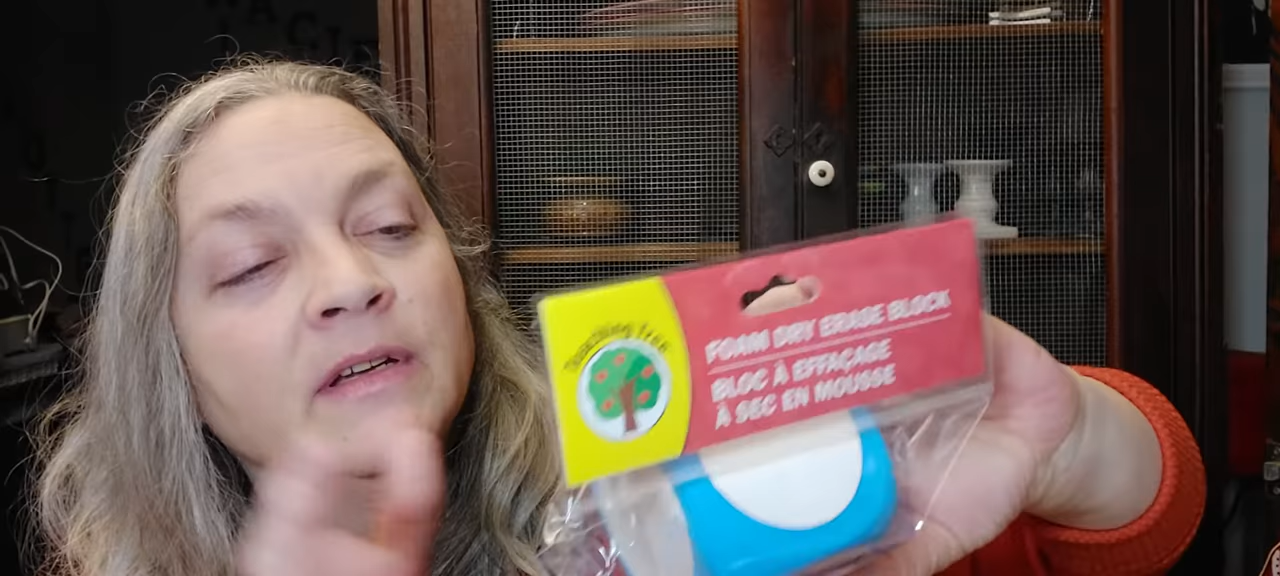 Teaching Tree
FOAM DRY ERASE BLOCK
BLOC À EFFAÇAGE
À SEC EN MOUSSE